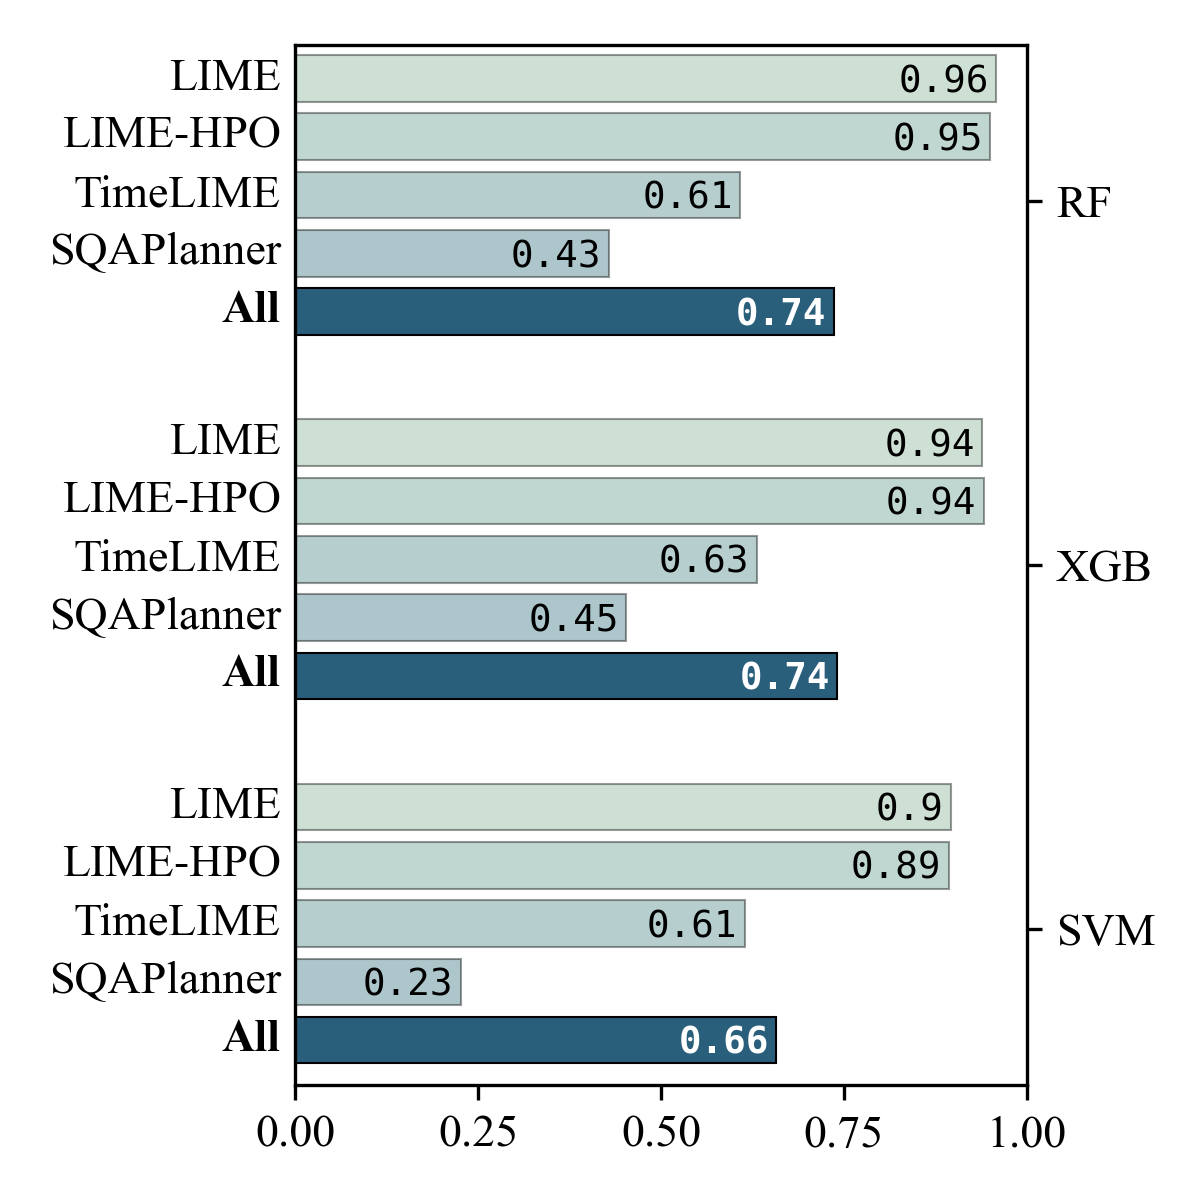 LIME 0.96
LIME-HPO 0.95
TimeLIME 0.61
RF
SQAPlanner 0.43
All 0.74
LIME 0.94
LIME-HPO 0.94
TimeLIME 0.63
XGB
SQAPlanner 0.45
All 0.74
LIME 0.9
LIME-HPO 0.89
TimeLIME 0.61
SVM
SQAPlanner 0.23
All 0.66
0.00 0.25 0.50 0.75 1.00